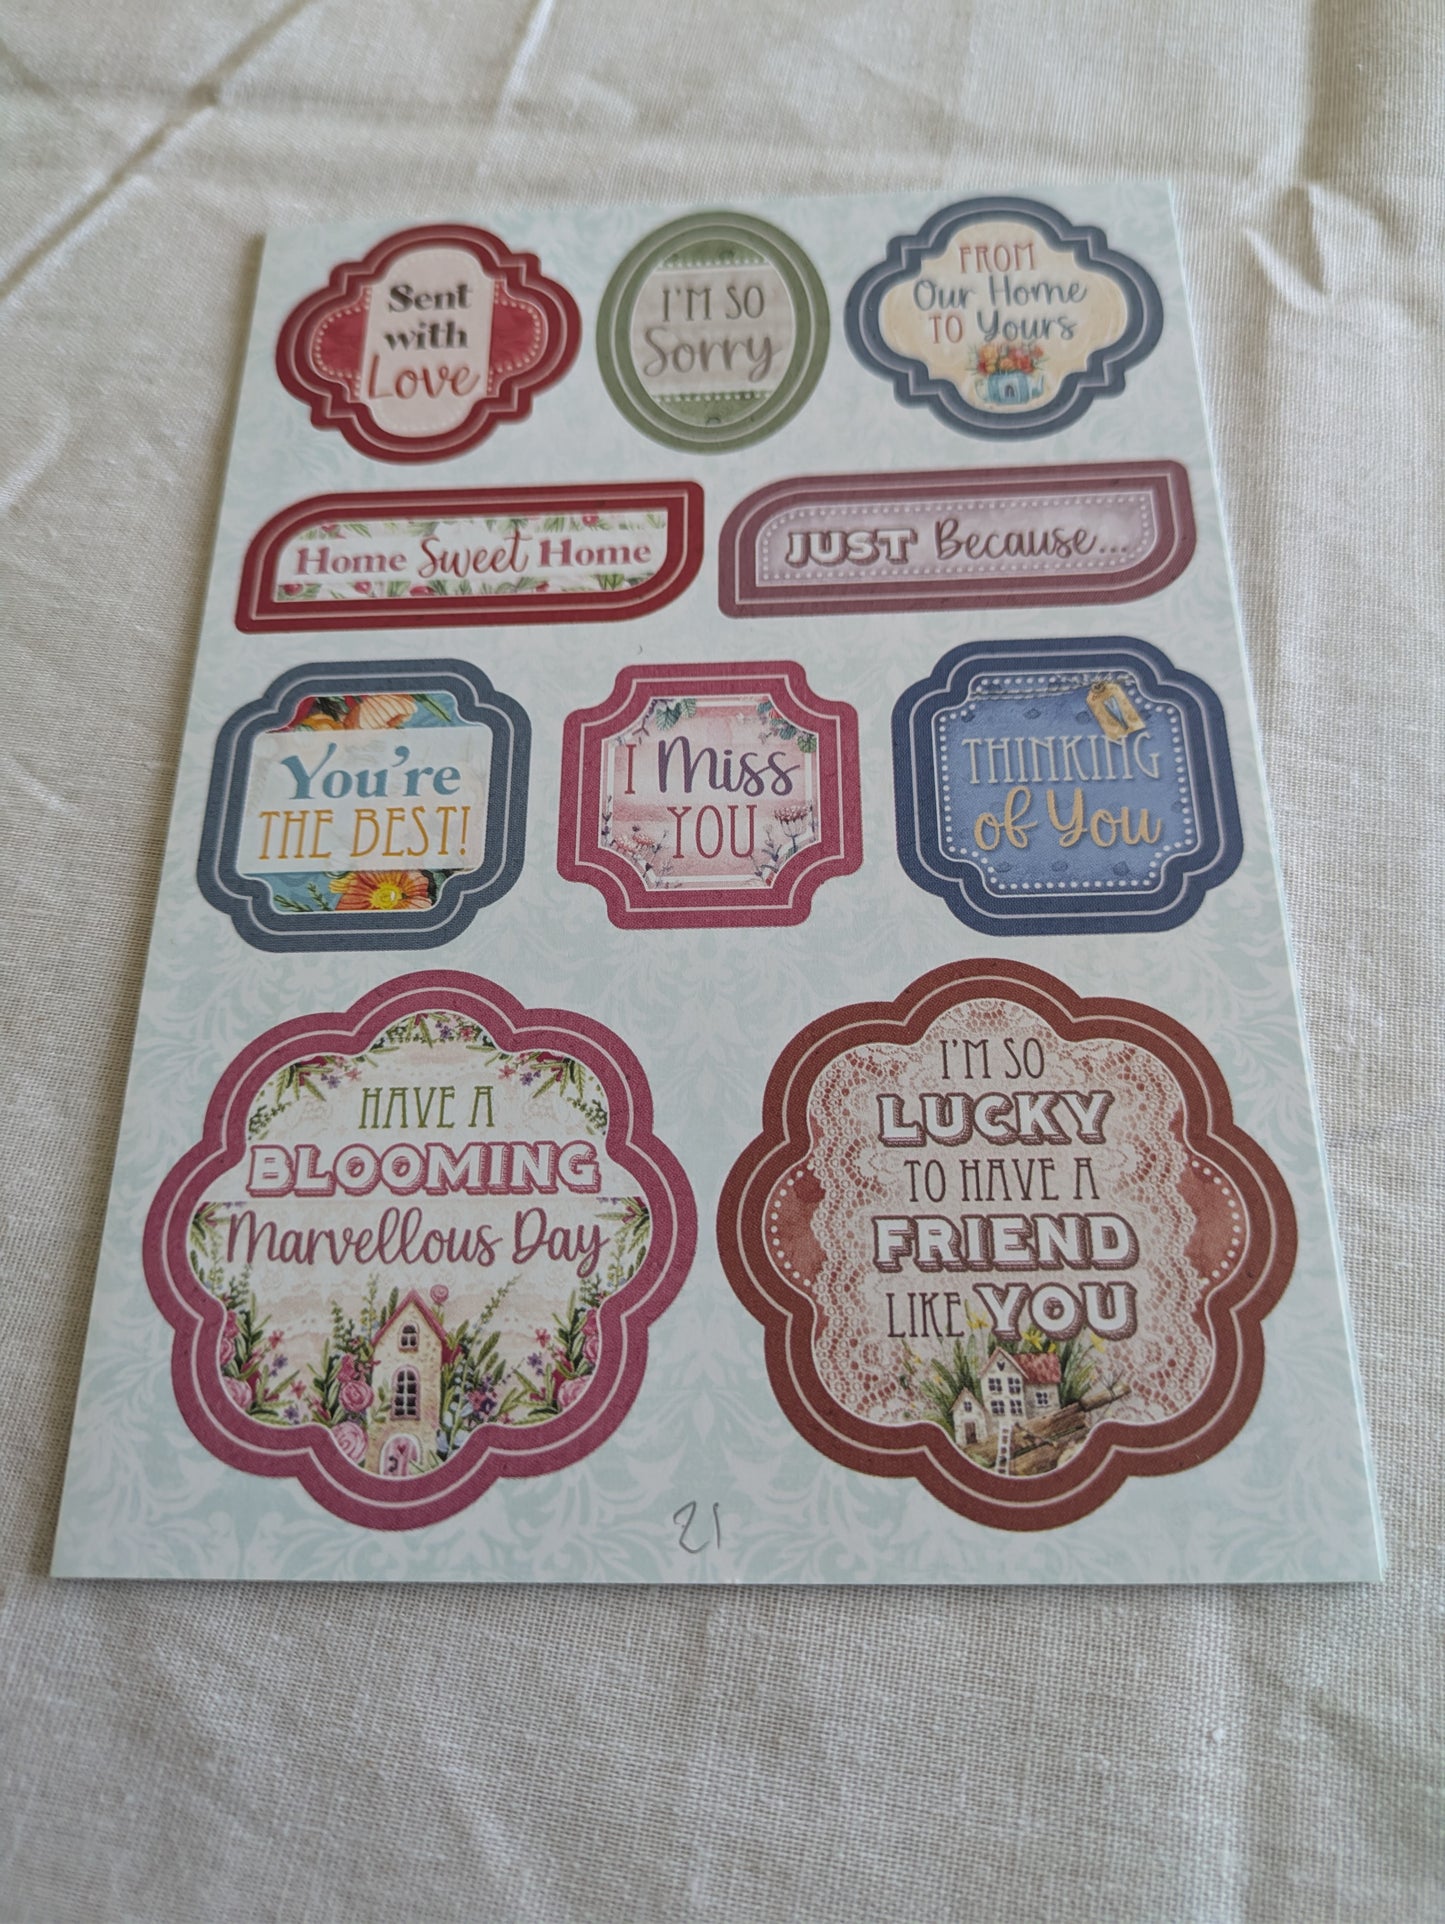 Sent
with
Love
I'M SO
Sorry
FROM
Our Home
TO Yours
Home Sweet Home
JUST Because...
You're
THE BEST!
I Miss
YOU
THINKING
of You
HAVE A
BLOOMING
Marvellous Day
I'M SO
LUCKY
TO HAVE A
FRIEND
LIKE YOU
21